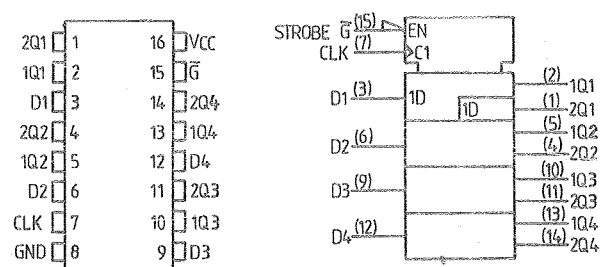 2Q1 1 16 VCC
1Q1 2 15 G̅
D1 3 14 2Q4
2Q2 4 13 1Q4
1Q2 5 12 D4
D2 6 11 2Q3
CLK 7 10 1Q3
GND 8 9 D3
STROBE G̅ (15) EN
CLK (7) C1
D1 (3) 1D 1D (2) 1Q1
(1) 2Q1
(5) 1Q2
D2 (6) (4) 2Q2
(10) 1Q3
D3 (9) (11) 2Q3
(13) 1Q4
D4 (12) (14) 2Q4